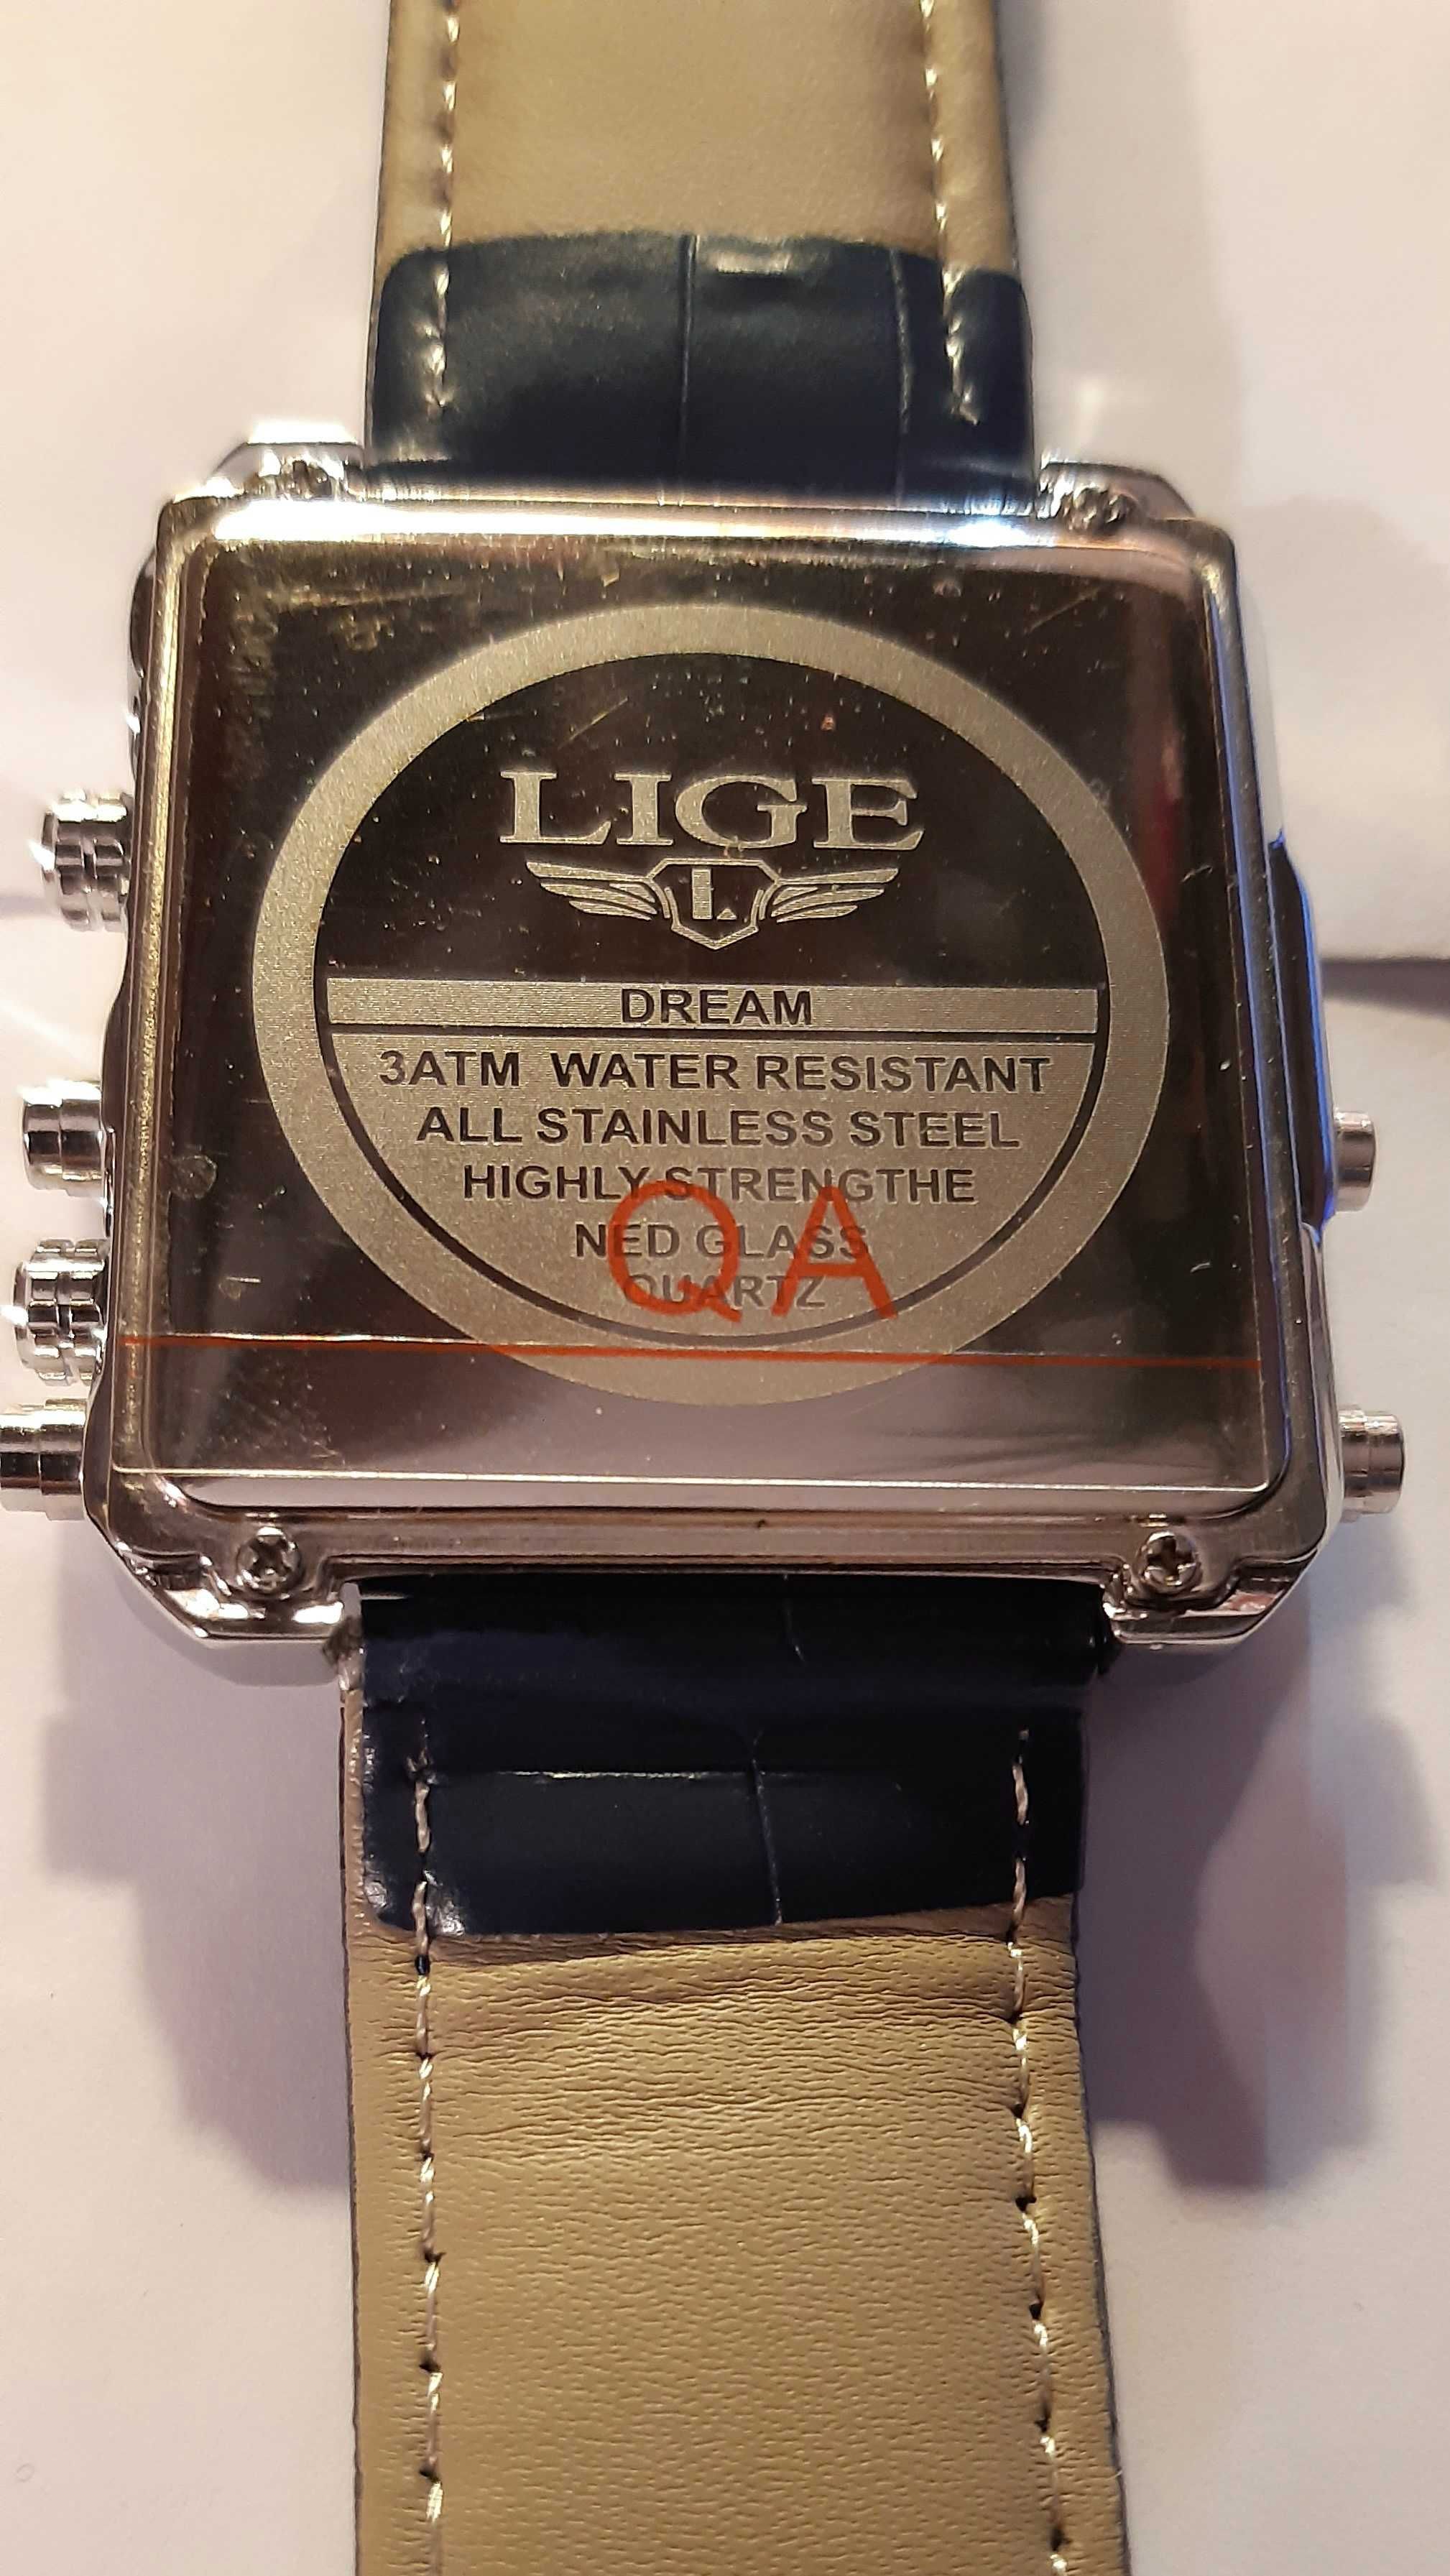 LIGE
L
DREAM
3ATM WATER RESISTANT
ALL STAINLESS STEEL
HIGHLY STRENGTHE
NED GLASS
QUARTZ
QA